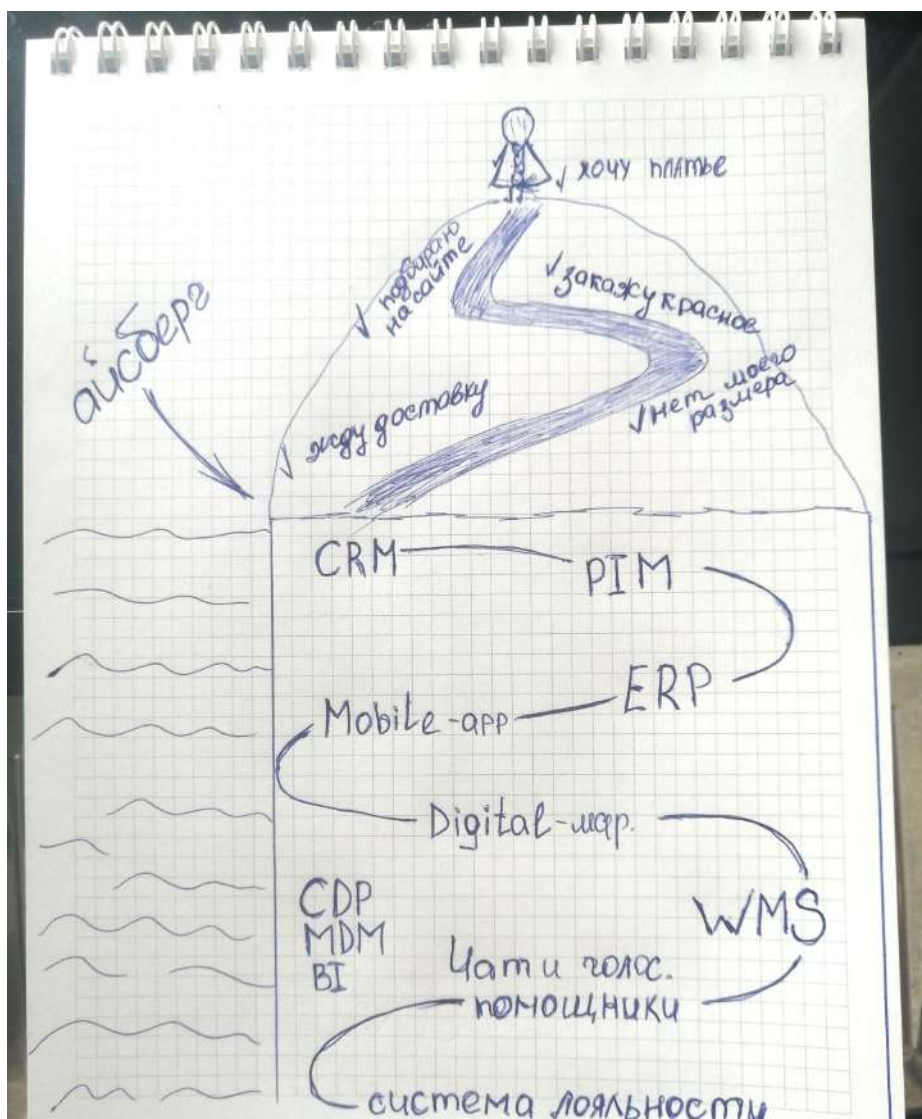 хочу платье
подбираю
на сайте
закажу красное
айсберг
нет моего
размера
жду доставку
CRM
PIM
ERP
Mobile-app
Digital-мар.
WMS
CDP
MDM
BI
Чат и голос.
помощники
система лояльности